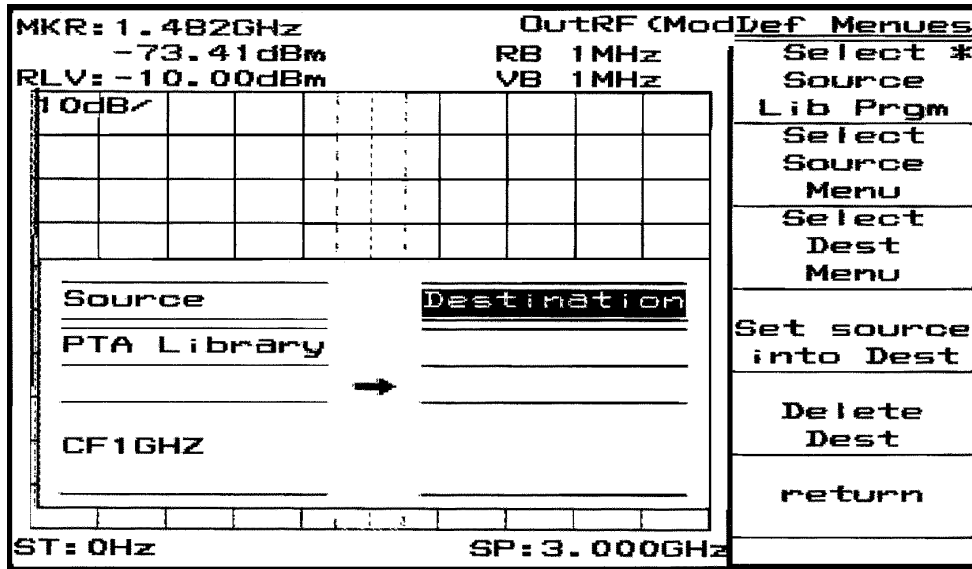 MKR:1.482GHz
-73.41dBm
RLV:-10.00dBm
OutRF(Mod
RB 1MHz
VB 1MHz
10dB/
Source
PTA Library
CF1GHZ
Destination
ST:0Hz
SP:3.000GHz
Def Menues
Select *
Source
Lib Prgm
Select
Source
Menu
Select
Dest
Menu
Set source
into Dest
Delete
Dest
return